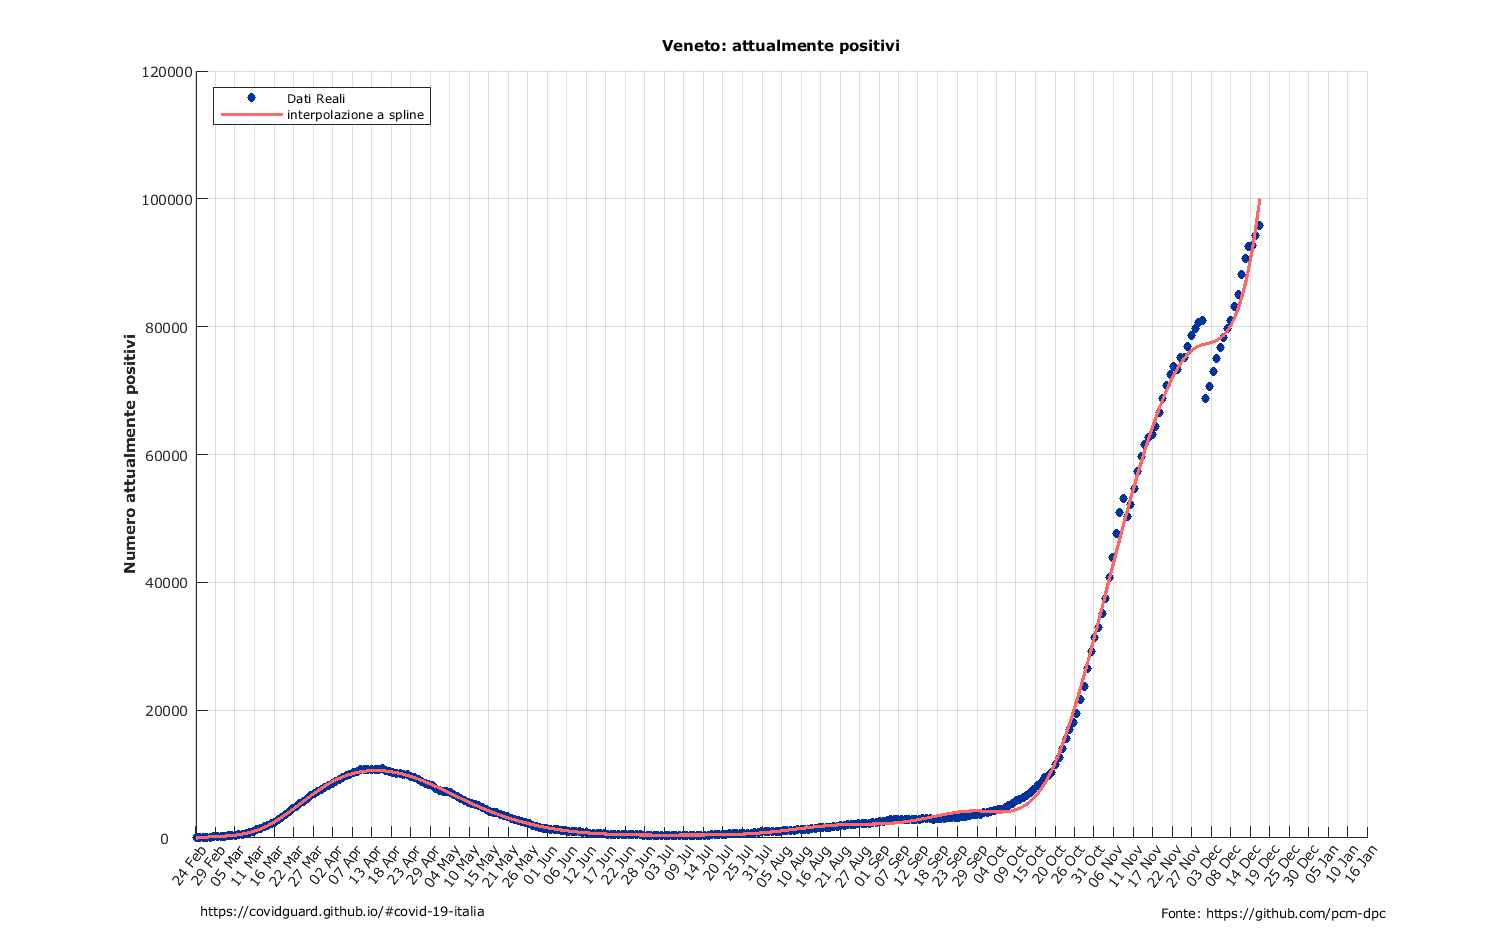 Veneto: attualmente positivi
120000
100000
80000
60000
40000
20000
0
Numero attualmente positivi
Dati Reali
interpolazione a spline
24 Feb
29 Feb
05 Mar
11 Mar
16 Mar
22 Mar
27 Mar
02 Apr
07 Apr
13 Apr
18 Apr
23 Apr
29 Apr
04 May
10 May
15 May
21 May
26 May
01 Jun
06 Jun
12 Jun
17 Jun
22 Jun
28 Jun
03 Jul
09 Jul
14 Jul
20 Jul
25 Jul
31 Jul
05 Aug
10 Aug
16 Aug
21 Aug
27 Aug
01 Sep
07 Sep
12 Sep
18 Sep
23 Sep
29 Sep
04 Oct
09 Oct
15 Oct
20 Oct
26 Oct
31 Oct
06 Nov
11 Nov
17 Nov
22 Nov
27 Nov
03 Dec
08 Dec
14 Dec
19 Dec
25 Dec
30 Dec
05 Jan
10 Jan
16 Jan
https://covidguard.github.io/#covid-19-italia
Fonte: https://github.com/pcm-dpc